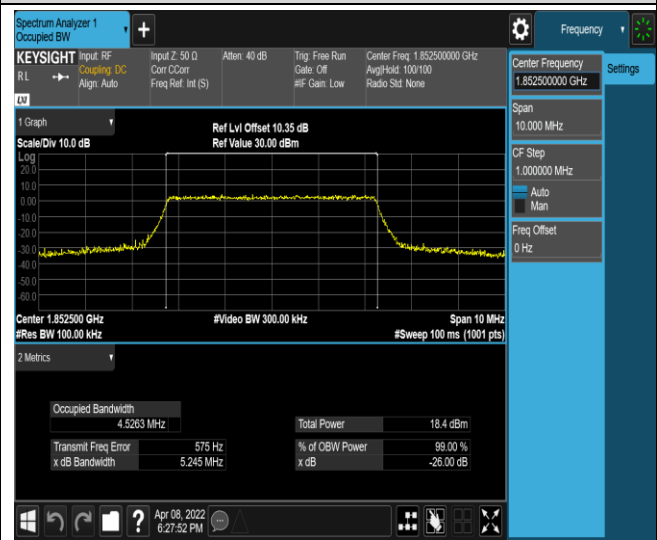 Spectrum Analyzer 1
Occupied BW
+
Frequency
KEYSIGHT
RL
LXI
Input: RF
Coupling: DC
Align: Auto
Input Z: 50 Ω
Corr CCorr
Freq Ref: Int (S)
Atten: 40 dB
Trig: Free Run
Gate: Off
#IF Gain: Low
Center Freq: 1.852500000 GHz
Avg|Hold: 100/100
Radio Std: None
Center Frequency
1.852500000 GHz
Settings
Span
10.000 MHz
CF Step
1.000000 MHz
Auto
Man
Freq Offset
0 Hz
1 Graph
Scale/Div 10.0 dB
Ref Lvl Offset 10.35 dB
Ref Value 30.00 dBm
Log
20.0
10.0
0.00
-10.0
-20.0
-30.0
-40.0
-50.0
-60.0
Center 1.852500 GHz
#Video BW 300.00 kHz
Span 10 MHz
#Res BW 100.00 kHz
#Sweep 100 ms (1001 pts)
2 Metrics
Occupied Bandwidth
4.5263 MHz
Total Power 18.4 dBm
Transmit Freq Error 575 Hz
% of OBW Power 99.00 %
x dB Bandwidth 5.245 MHz
x dB -26.00 dB
?
Apr 08, 2022
6:27:52 PM